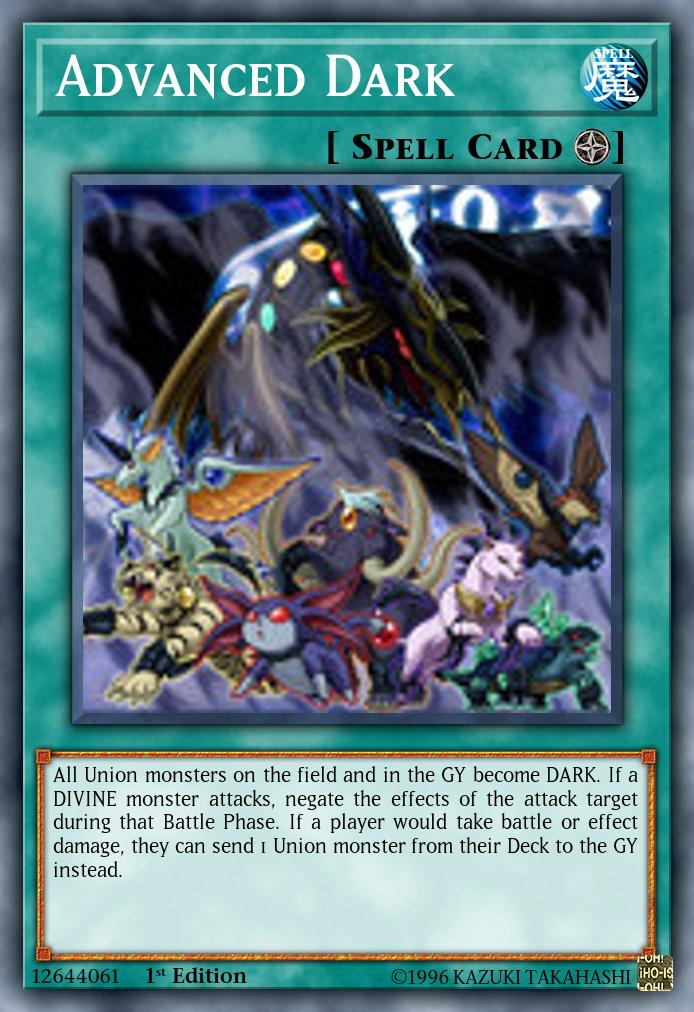 Advanced Dark
SPELL
魔
[ Spell Card ]
All Union monsters on the field and in the GY become DARK. If a
DIVINE monster attacks, negate the effects of the attack target
during that Battle Phase. If a player would take battle or effect
damage, they can send 1 Union monster from their Deck to the GY
instead.
12644061 1st Edition ©1996 KAZUKI TAKAHASHI